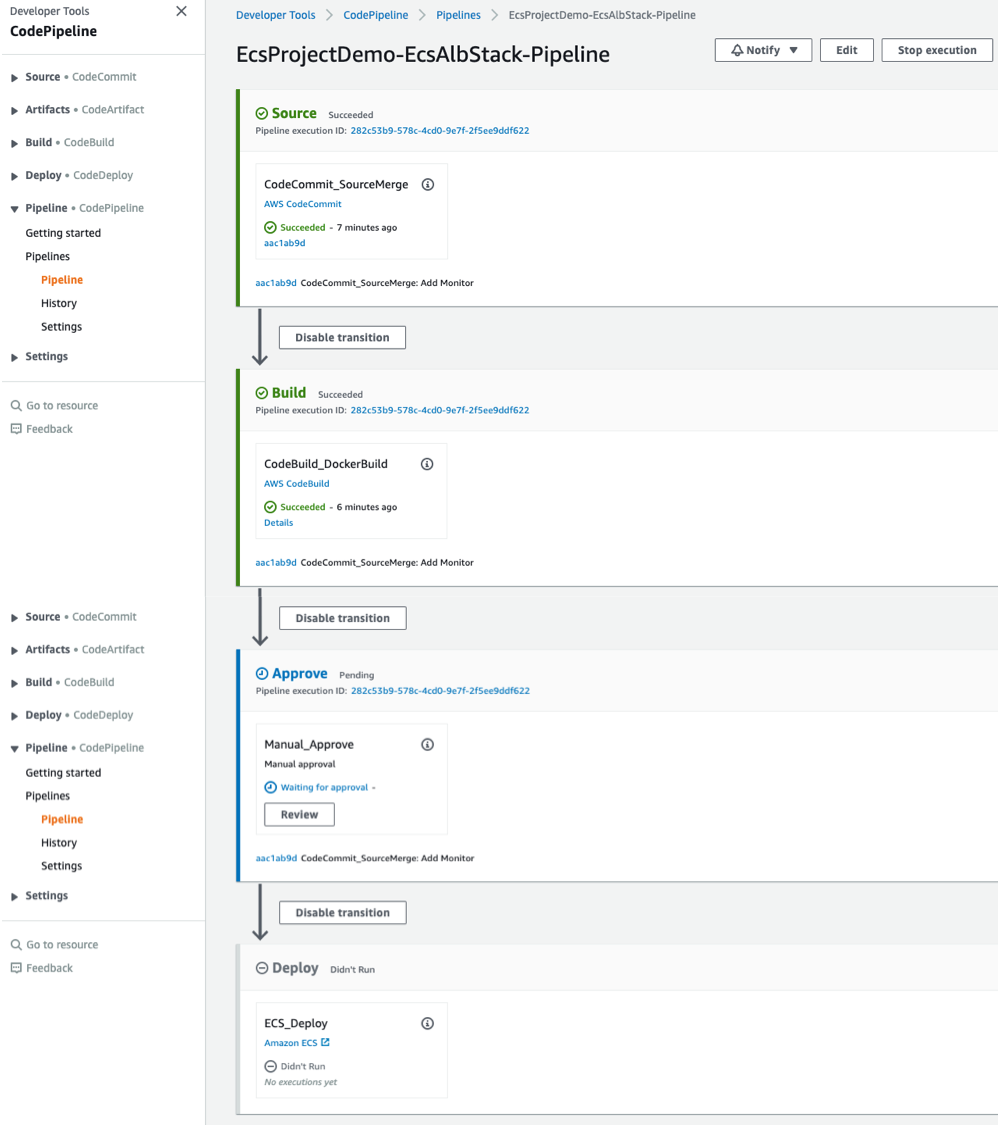 Developer Tools
CodePipeline
Source • CodeCommit
Artifacts • CodeArtifact
Build • CodeBuild
Deploy • CodeDeploy
Pipeline • CodePipeline
Getting started
Pipelines
Pipeline
History
Settings
Settings
Go to resource
Feedback
Source • CodeCommit
Artifacts • CodeArtifact
Build • CodeBuild
Deploy • CodeDeploy
Pipeline • CodePipeline
Getting started
Pipelines
Pipeline
History
Settings
Settings
Go to resource
Feedback
Developer Tools > CodePipeline > Pipelines > EcsProjectDemo-EcsAlbStack-Pipeline
EcsProjectDemo-EcsAlbStack-Pipeline
Notify Edit Stop execution
Source Succeeded
Pipeline execution ID: 282c53b9-578c-4cd0-9e7f-2f5ee9ddf622
CodeCommit_SourceMerge
AWS CodeCommit
Succeeded - 7 minutes ago
aac1ab9d
aac1ab9d CodeCommit_SourceMerge: Add Monitor
Disable transition
Build Succeeded
Pipeline execution ID: 282c53b9-578c-4cd0-9e7f-2f5ee9ddf622
CodeBuild_DockerBuild
AWS CodeBuild
Succeeded - 6 minutes ago
Details
aac1ab9d CodeCommit_SourceMerge: Add Monitor
Disable transition
Approve Pending
Pipeline execution ID: 282c53b9-578c-4cd0-9e7f-2f5ee9ddf622
Manual_Approve
Manual approval
Waiting for approval -
Review
aac1ab9d CodeCommit_SourceMerge: Add Monitor
Disable transition
Deploy Didn't Run
ECS_Deploy
Amazon ECS
Didn't Run
No executions yet